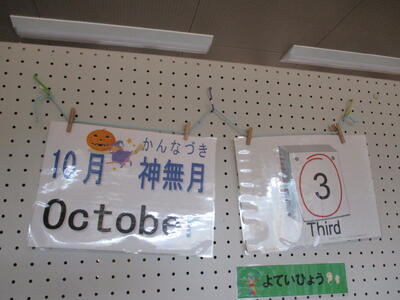 かんなづき
10月 神無月
October
3
Third
よていひょう